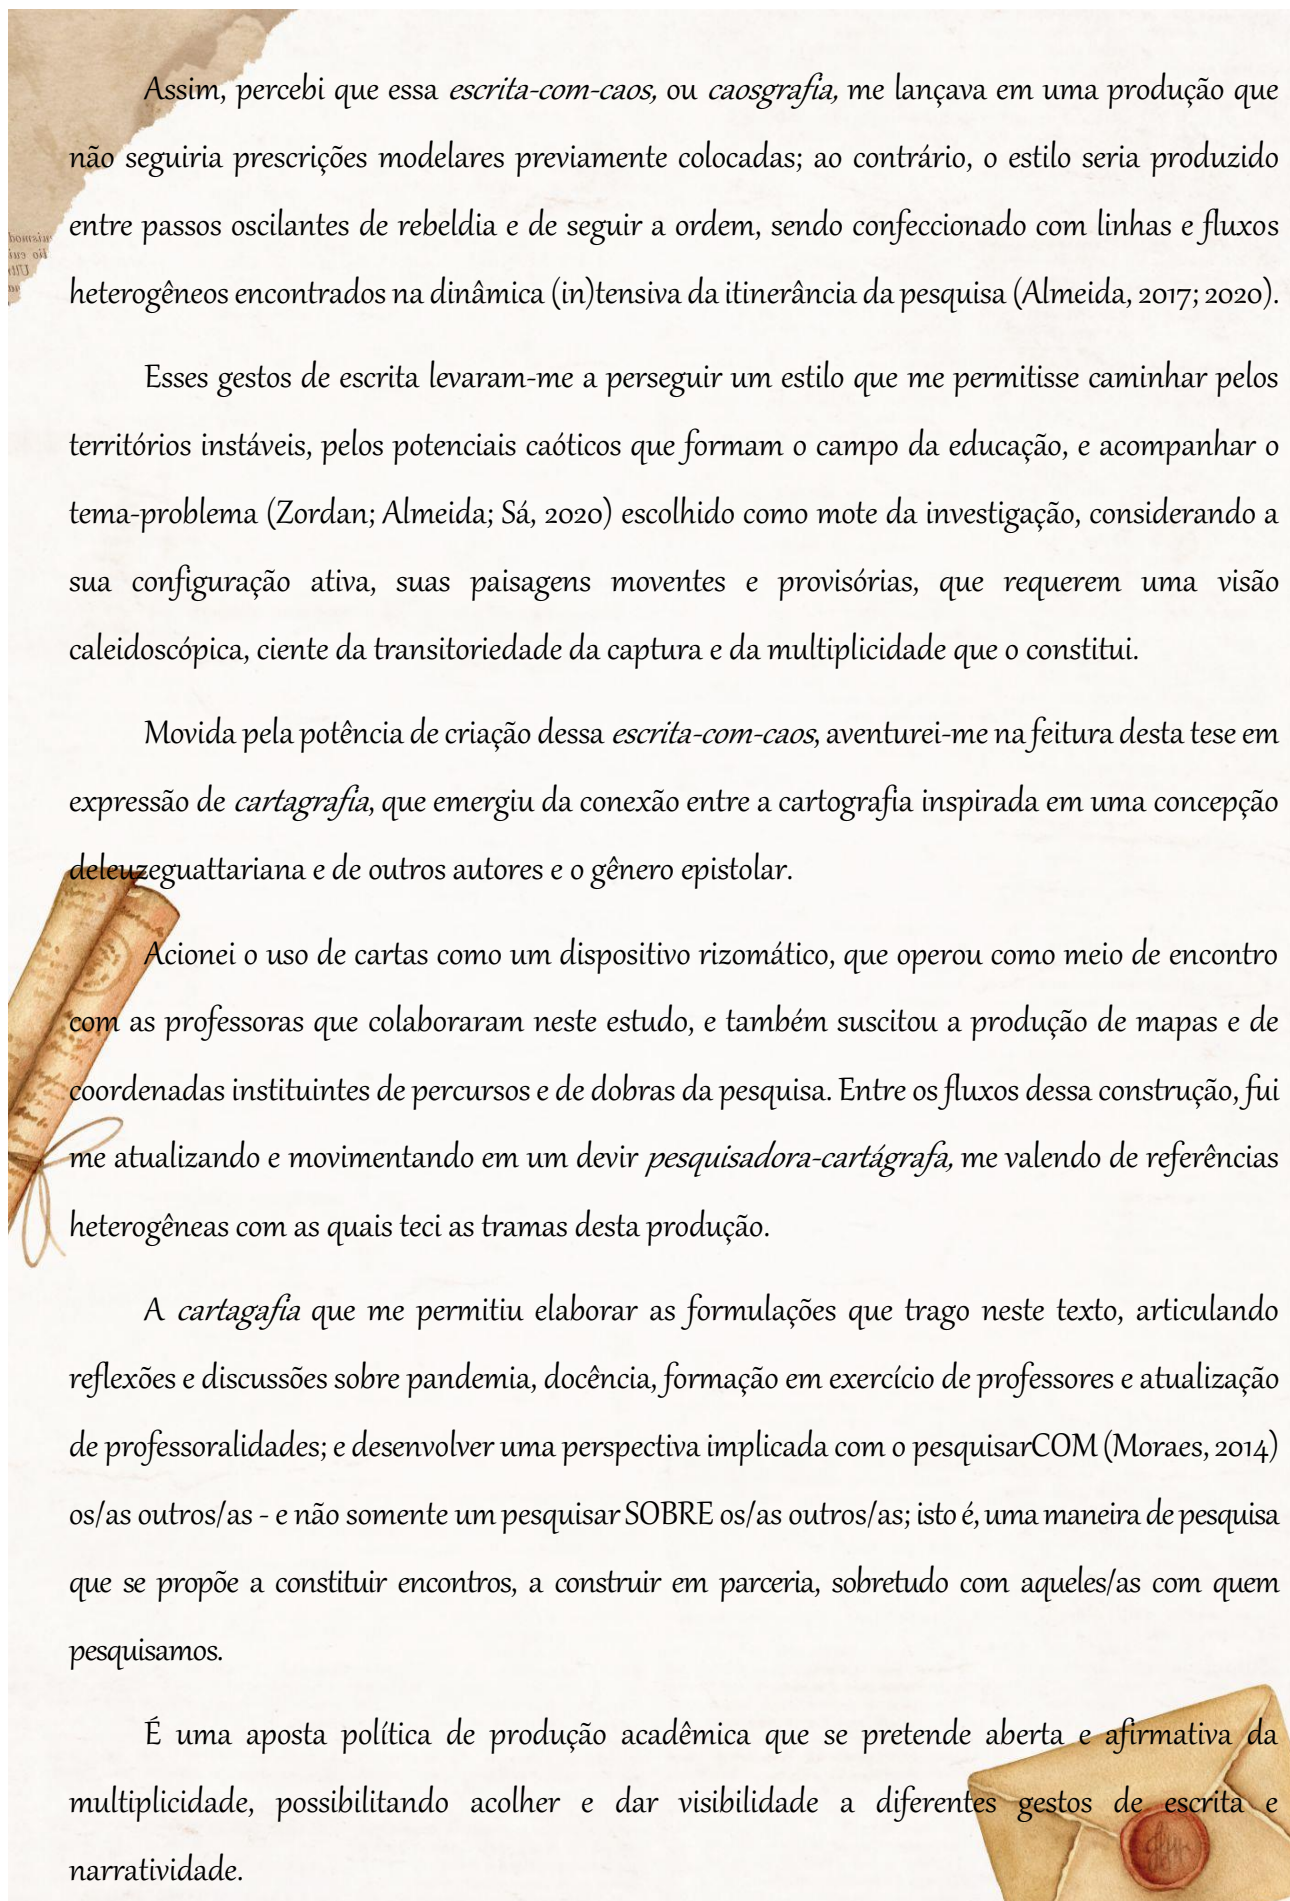 Assim, percebi que essa escrita-com-caos, ou caosgrafia, me lançava em uma produção que
não seguiria prescrições modelares previamente colocadas; ao contrário, o estilo seria produzido
entre passos oscilantes de rebeldia e de seguir a ordem, sendo confeccionado com linhas e fluxos
heterogêneos encontrados na dinâmica (in)tensiva da itinerância da pesquisa (Almeida, 2017; 2020).
Esses gestos de escrita levaram-me a perseguir um estilo que me permitisse caminhar pelos
territórios instáveis, pelos potenciais caóticos que formam o campo da educação, e acompanhar o
tema-problema (Zordan; Almeida; Sá, 2020) escolhido como mote da investigação, considerando a
sua configuração ativa, suas paisagens moventes e provisórias, que requerem uma visão
caleidoscópica, ciente da transitoriedade da captura e da multiplicidade que o constitui.
Movida pela potência de criação dessa escrita-com-caos, aventurei-me na feitura desta tese em
expressão de cartagrafia, que emergiu da conexão entre a cartografia inspirada em uma concepção
deleuzeguattariana e de outros autores e o gênero epistolar.
Acionei o uso de cartas como um dispositivo rizomático, que operou como meio de encontro
com as professoras que colaboraram neste estudo, e também suscitou a produção de mapas e de
coordenadas instituintes de percursos e de dobras da pesquisa. Entre os fluxos dessa construção, fui
me atualizando e movimentando em um devir pesquisadora-cartágrafa, me valendo de referências
heterogêneas com as quais teci as tramas desta produção.
A cartagafia que me permitiu elaborar as formulações que trago neste texto, articulando
reflexões e discussões sobre pandemia, docência, formação em exercício de professores e atualização
de professoralidades; e desenvolver uma perspectiva implicada com o pesquisarCOM (Moraes, 2014)
os/as outros/as - e não somente um pesquisar SOBRE os/as outros/as; isto é, uma maneira de pesquisa
que se propõe a constituir encontros, a construir em parceria, sobretudo com aqueles/as com quem
pesquisamos.
É uma aposta política de produção acadêmica que se pretende aberta e afirmativa da
multiplicidade, possibilitando acolher e dar visibilidade a diferentes gestos de escrita e
narratividade.